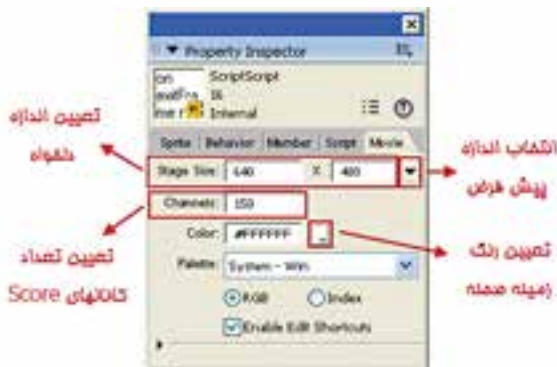 Property Inspector
ScriptScript
16
Internal
Sprite Behavior Member Script Movie
Stage Size: 640 X 480
Channels: 150
Color: #FFFFFF
Palette: System - Win
RGB Index
Enable Edit Shortcuts
تعیین اندازه
دلخواه
تعیین تعداد
کانالهای Score
انتخاب اندازه
پیش فرض
تعیین رنگ
زمینه صحنه